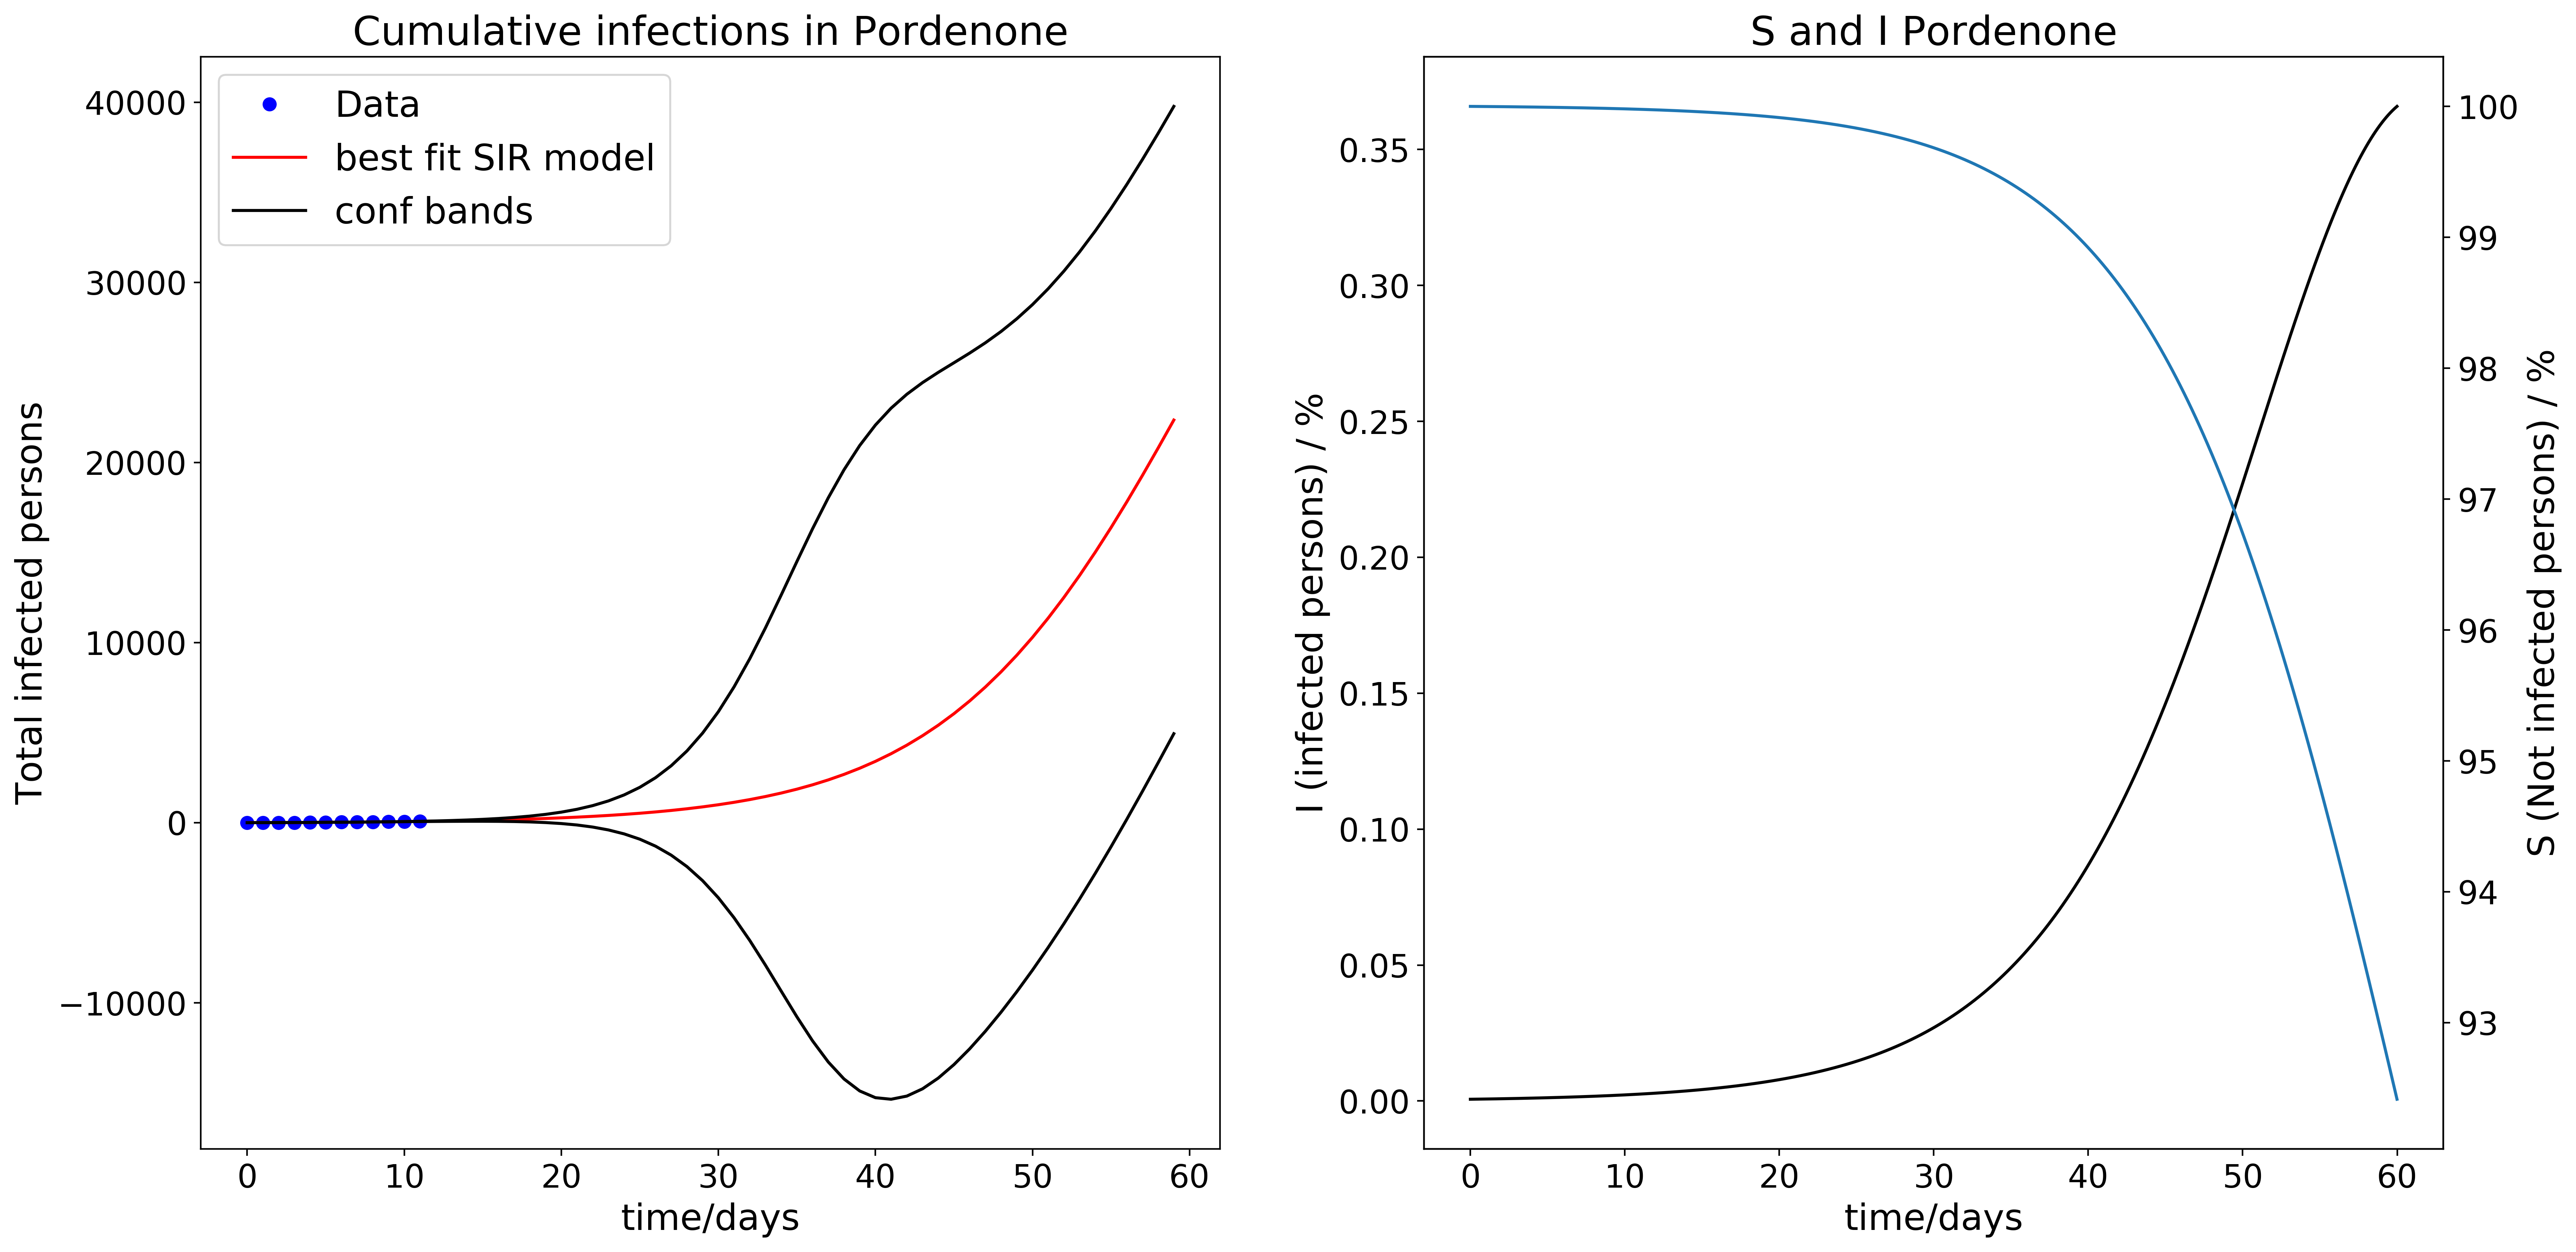 Cumulative infections in Pordenone
Data
best fit SIR model
conf bands
Total infected persons
40000
30000
20000
10000
0
−10000
0 10 20 30 40 50 60
time/days
S and I Pordenone
I (infected persons) / %
0.35
0.30
0.25
0.20
0.15
0.10
0.05
0.00
0 10 20 30 40 50 60
time/days
100
99
98
97
96
95
94
93
S (Not infected persons) / %